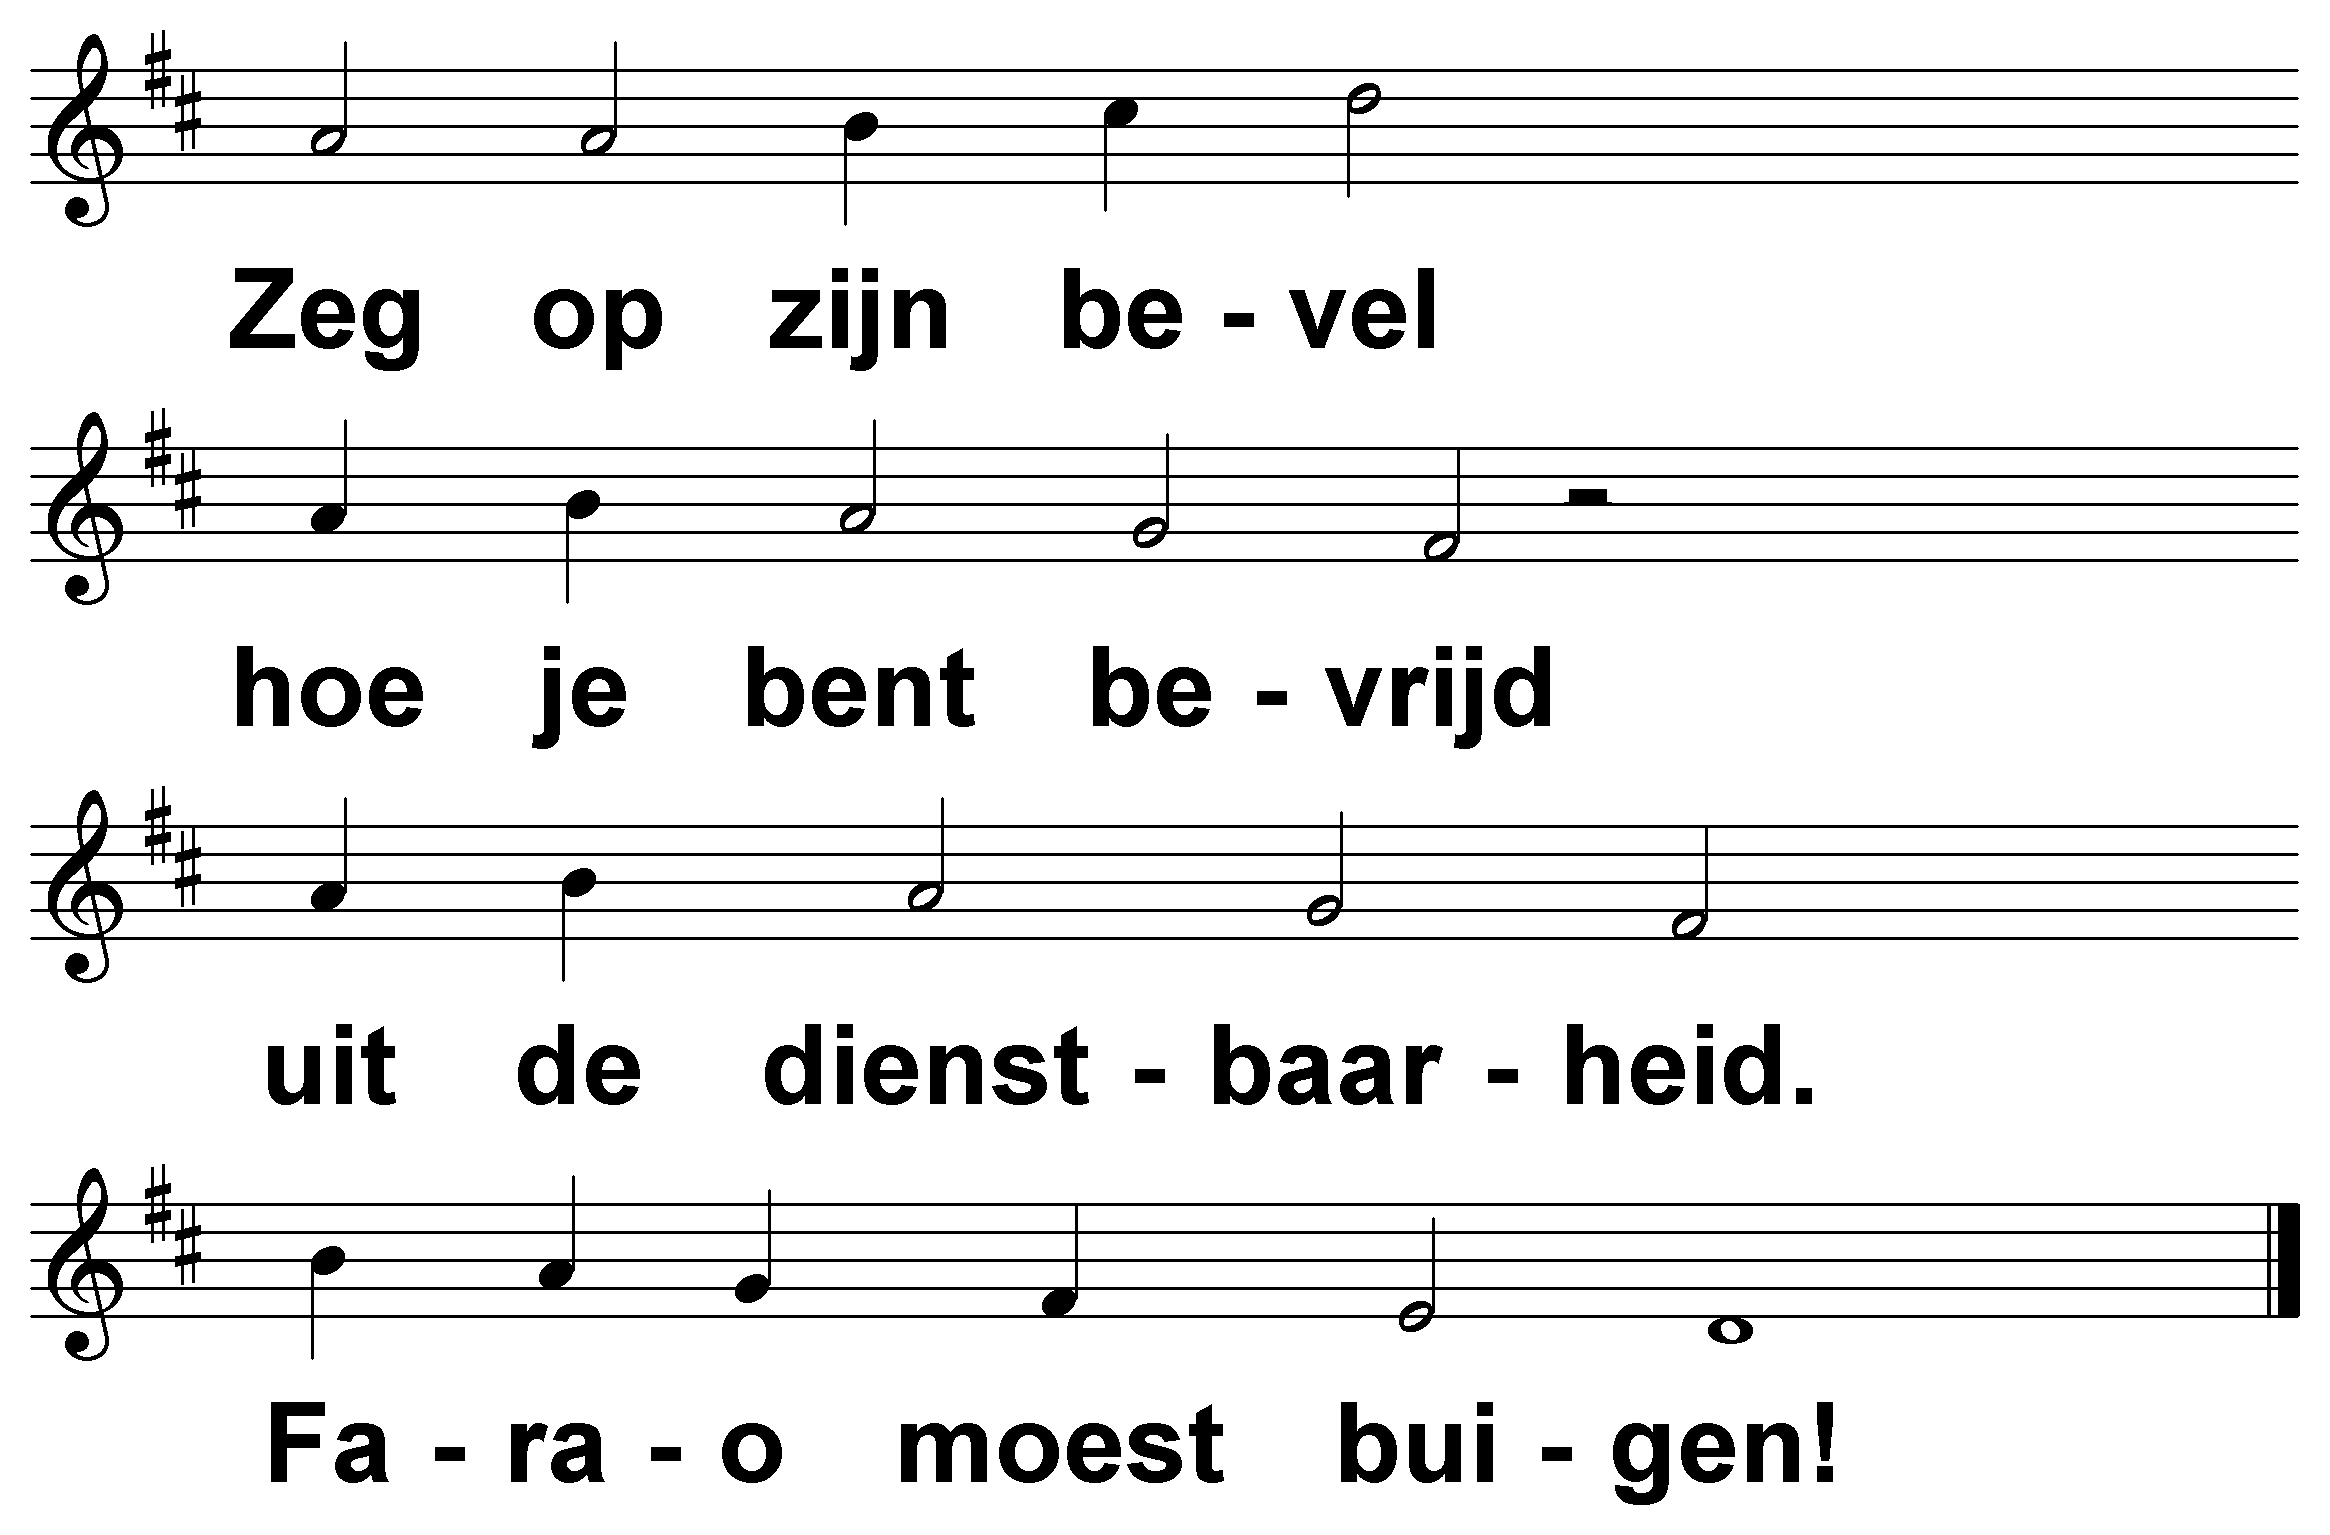 Zeg op zijn be - vel
hoe je bent be - vrijd
uit de dienst - baar - heid.
Fa - ra - o moest bui - gen!